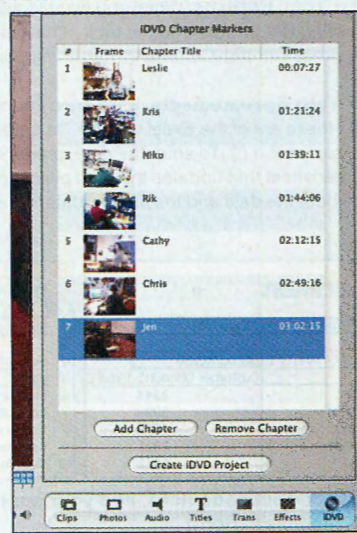 iDVD Chapter Markers
# Frame Chapter Title Time
1 Leslie 00:07:27
2 Kris 01:21:24
3 Niko 01:39:11
4 Rik 01:44:06
5 Cathy 02:12:15
6 Chris 02:49:16
7 Jen 03:02:15
Add Chapter Remove Chapter
Create iDVD Project
Clips Photos Audio Titles Trans Effects iDVD